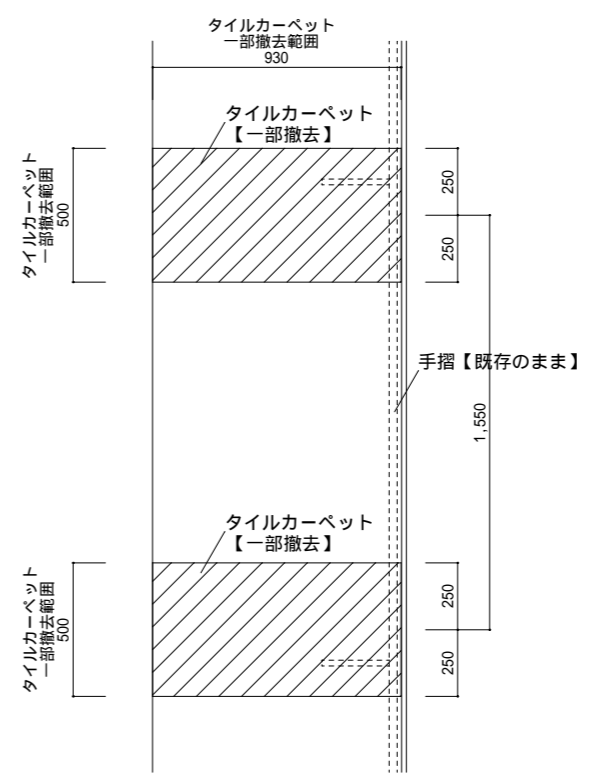 タイルカーペット
一部撤去範囲
930
タイルカーペット
【一部撤去】
タイルカーペット
一部撤去範囲
500
250
250
手摺【既存のまま】
1,550
タイルカーペット
【一部撤去】
タイルカーペット
一部撤去範囲
500
250
250